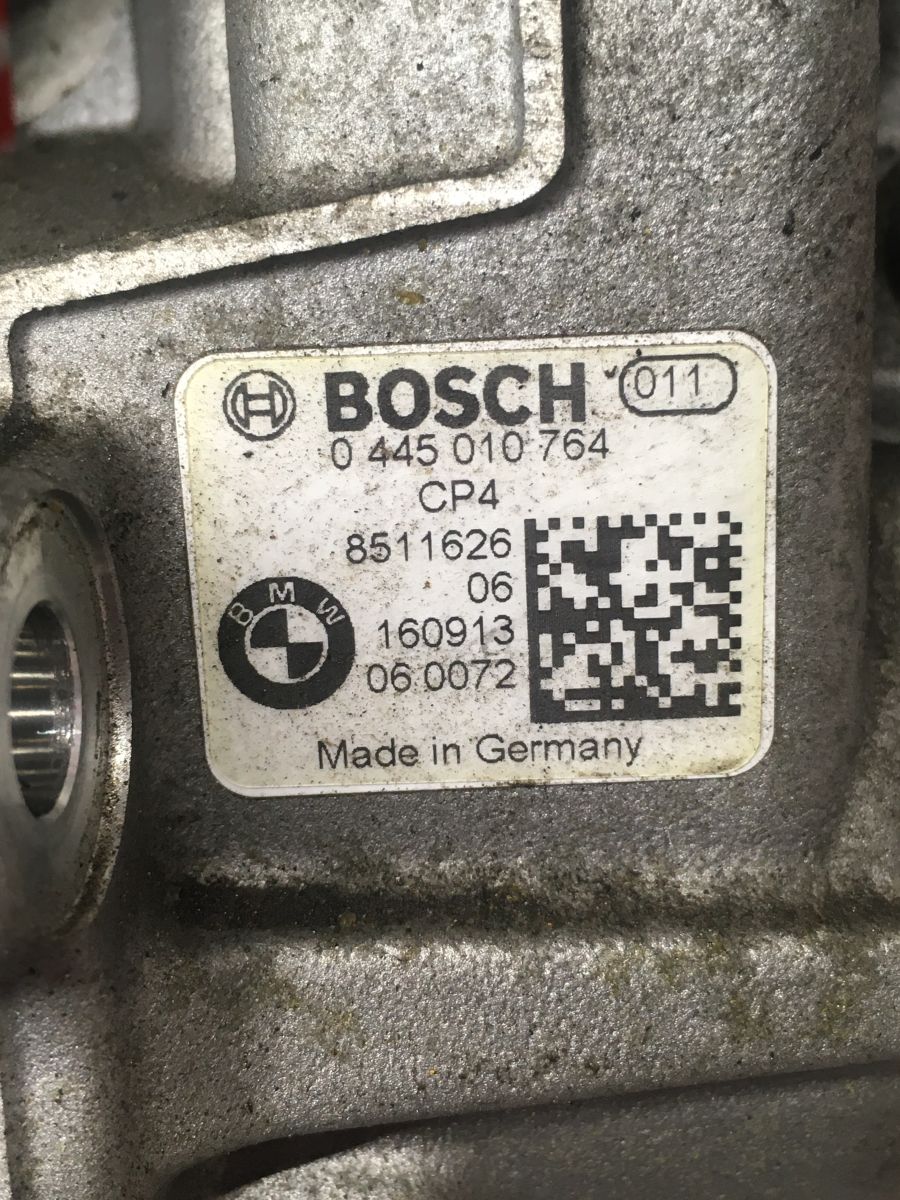 BOSCH 011
0 445 010 764
CP4
8511626
06
BMW
160913
06 0072
Made in Germany